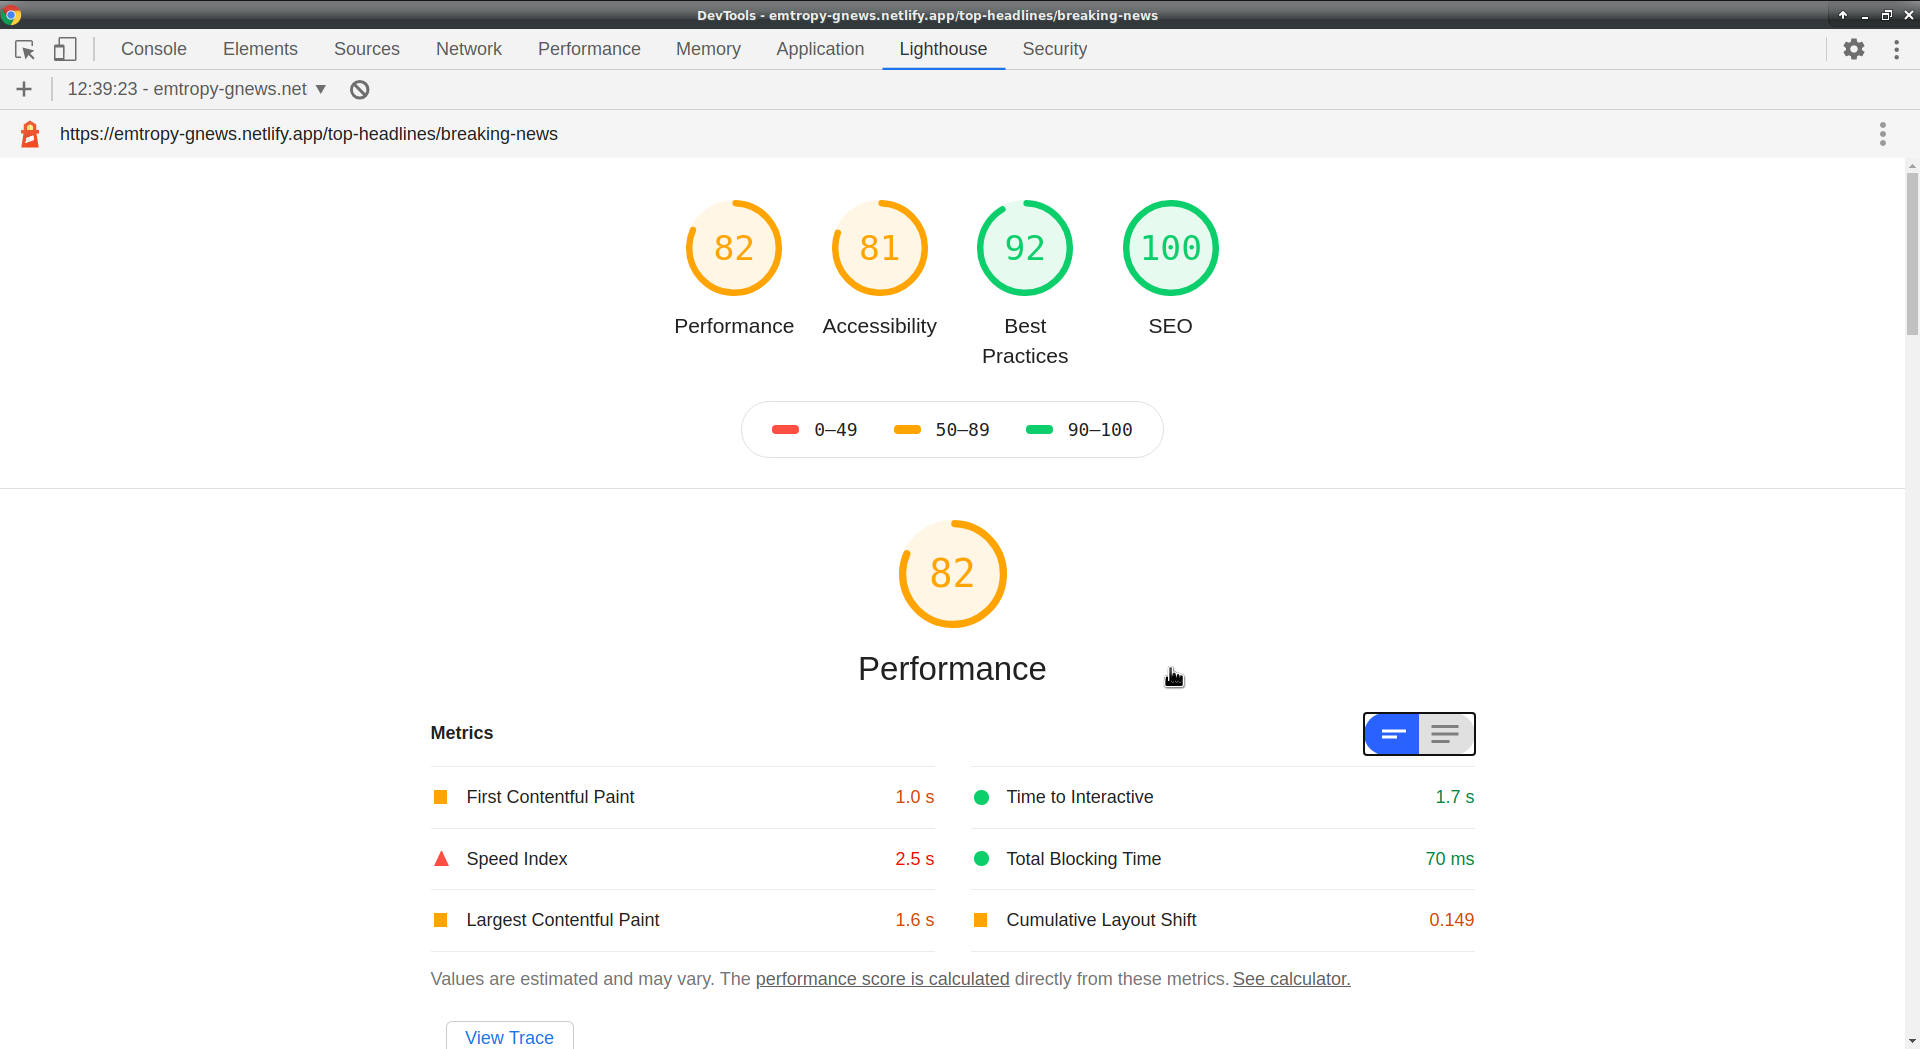 DevTools - emtropy-gnews.netlify.app/top-headlines/breaking-news
Console Elements Sources Network Performance Memory Application Lighthouse Security
12:39:23 - emtropy-gnews.net
https://emtropy-gnews.netlify.app/top-headlines/breaking-news
82 81 92 100
Performance Accessibility Best Practices SEO
0–49 50–89 90–100
82
Performance
Metrics
First Contentful Paint 1.0 s Time to Interactive 1.7 s
Speed Index 2.5 s Total Blocking Time 70 ms
Largest Contentful Paint 1.6 s Cumulative Layout Shift 0.149
Values are estimated and may vary. The performance score is calculated directly from these metrics. See calculator.
View Trace